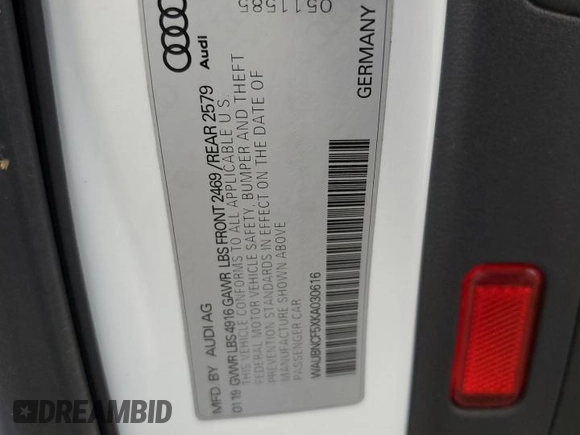 MFD BY AUDI AG
01 19 GVWR LBS 4916 GAWR LBS FRONT 2469 /REAR 2579
THIS VEHICLE CONFORMS TO ALL APPLICABLE U S
FEDERAL MOTOR VEHICLE SAFETY, BUMPER AND THEFT
PREVENTION STANDARDS IN EFFECT ON THE DATE OF
MANUFACTURE SHOWN ABOVE
PASSENGER CAR
WAUBNCF5XKA030616
Audi
05111585
GERMANY
DREAMBID